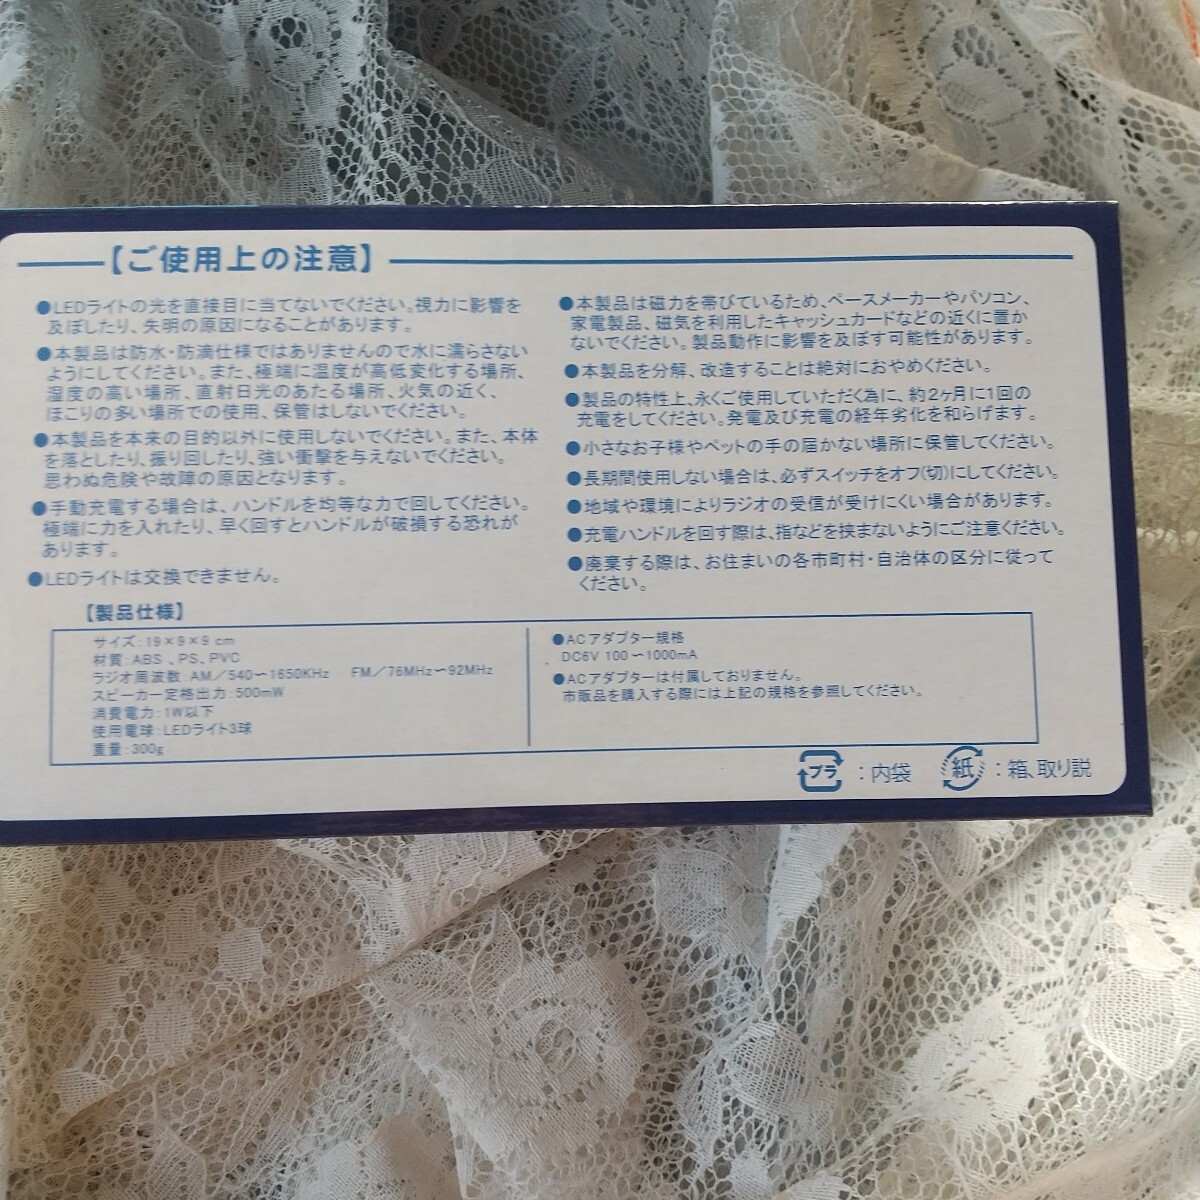 【ご使用上の注意】
●LEDライトの光を直接目に当てないでください。視力に影響を
及ぼしたり、失明の原因になることがあります。
●本製品は防水・防滴仕様ではありませんので水に濡らさない
ようにしてください。また、極端に温度が高低変化する場所、
湿度の高い場所、直射日光のあたる場所、火気の近く、
ほこりの多い場所での使用、保管はしないでください。
●本製品を本来の目的以外に使用しないでください。また、本体
を落としたり、振り回したり、強い衝撃を与えないでください。
思わぬ危険や故障の原因となります。
●手動充電する場合は、ハンドルを均等な力で回してください。
極端に力を入れたり、早く回すとハンドルが破損する恐れが
あります。
●LEDライトは交換できません。
●本製品は磁力を帯びているため、ペースメーカーやパソコン、
家電製品、磁気を利用したキャッシュカードなどの近くに置か
ないでください。製品動作に影響を及ぼす可能性があります。
●本製品を分解、改造することは絶対におやめください。
●製品の特性上、永くご使用していただく為に、約2ヶ月に1回の
充電をしてください。発電及び充電の経年劣化を和らげます。
●小さなお子様やペットの手の届かない場所に保管してください。
●長期間使用しない場合は、必ずスイッチをオフ(切)にしてください。
●地域や環境によりラジオの受信が受けにくい場合があります。
●充電ハンドルを回す際は、指などを挟まないようにご注意ください。
●廃棄する際は、お住まいの各市町村・自治体の区分に従って
ください。
【製品仕様】
サイズ：19×9×9 cm
材質：ABS 、PS、PVC
ラジオ周波数：AM／540〜1650KHz　FM／76MHz〜92MHz
スピーカー定格出力：500mW
消費電力：1W以下
使用電球：LEDライト3球
重量：300g
●ACアダプター規格
DC6V 100〜1000mA
●ACアダプターは付属しておりません。
市販品を購入する際には上記の規格を参照してください。
プラ ：内袋 紙 ：箱、取り説